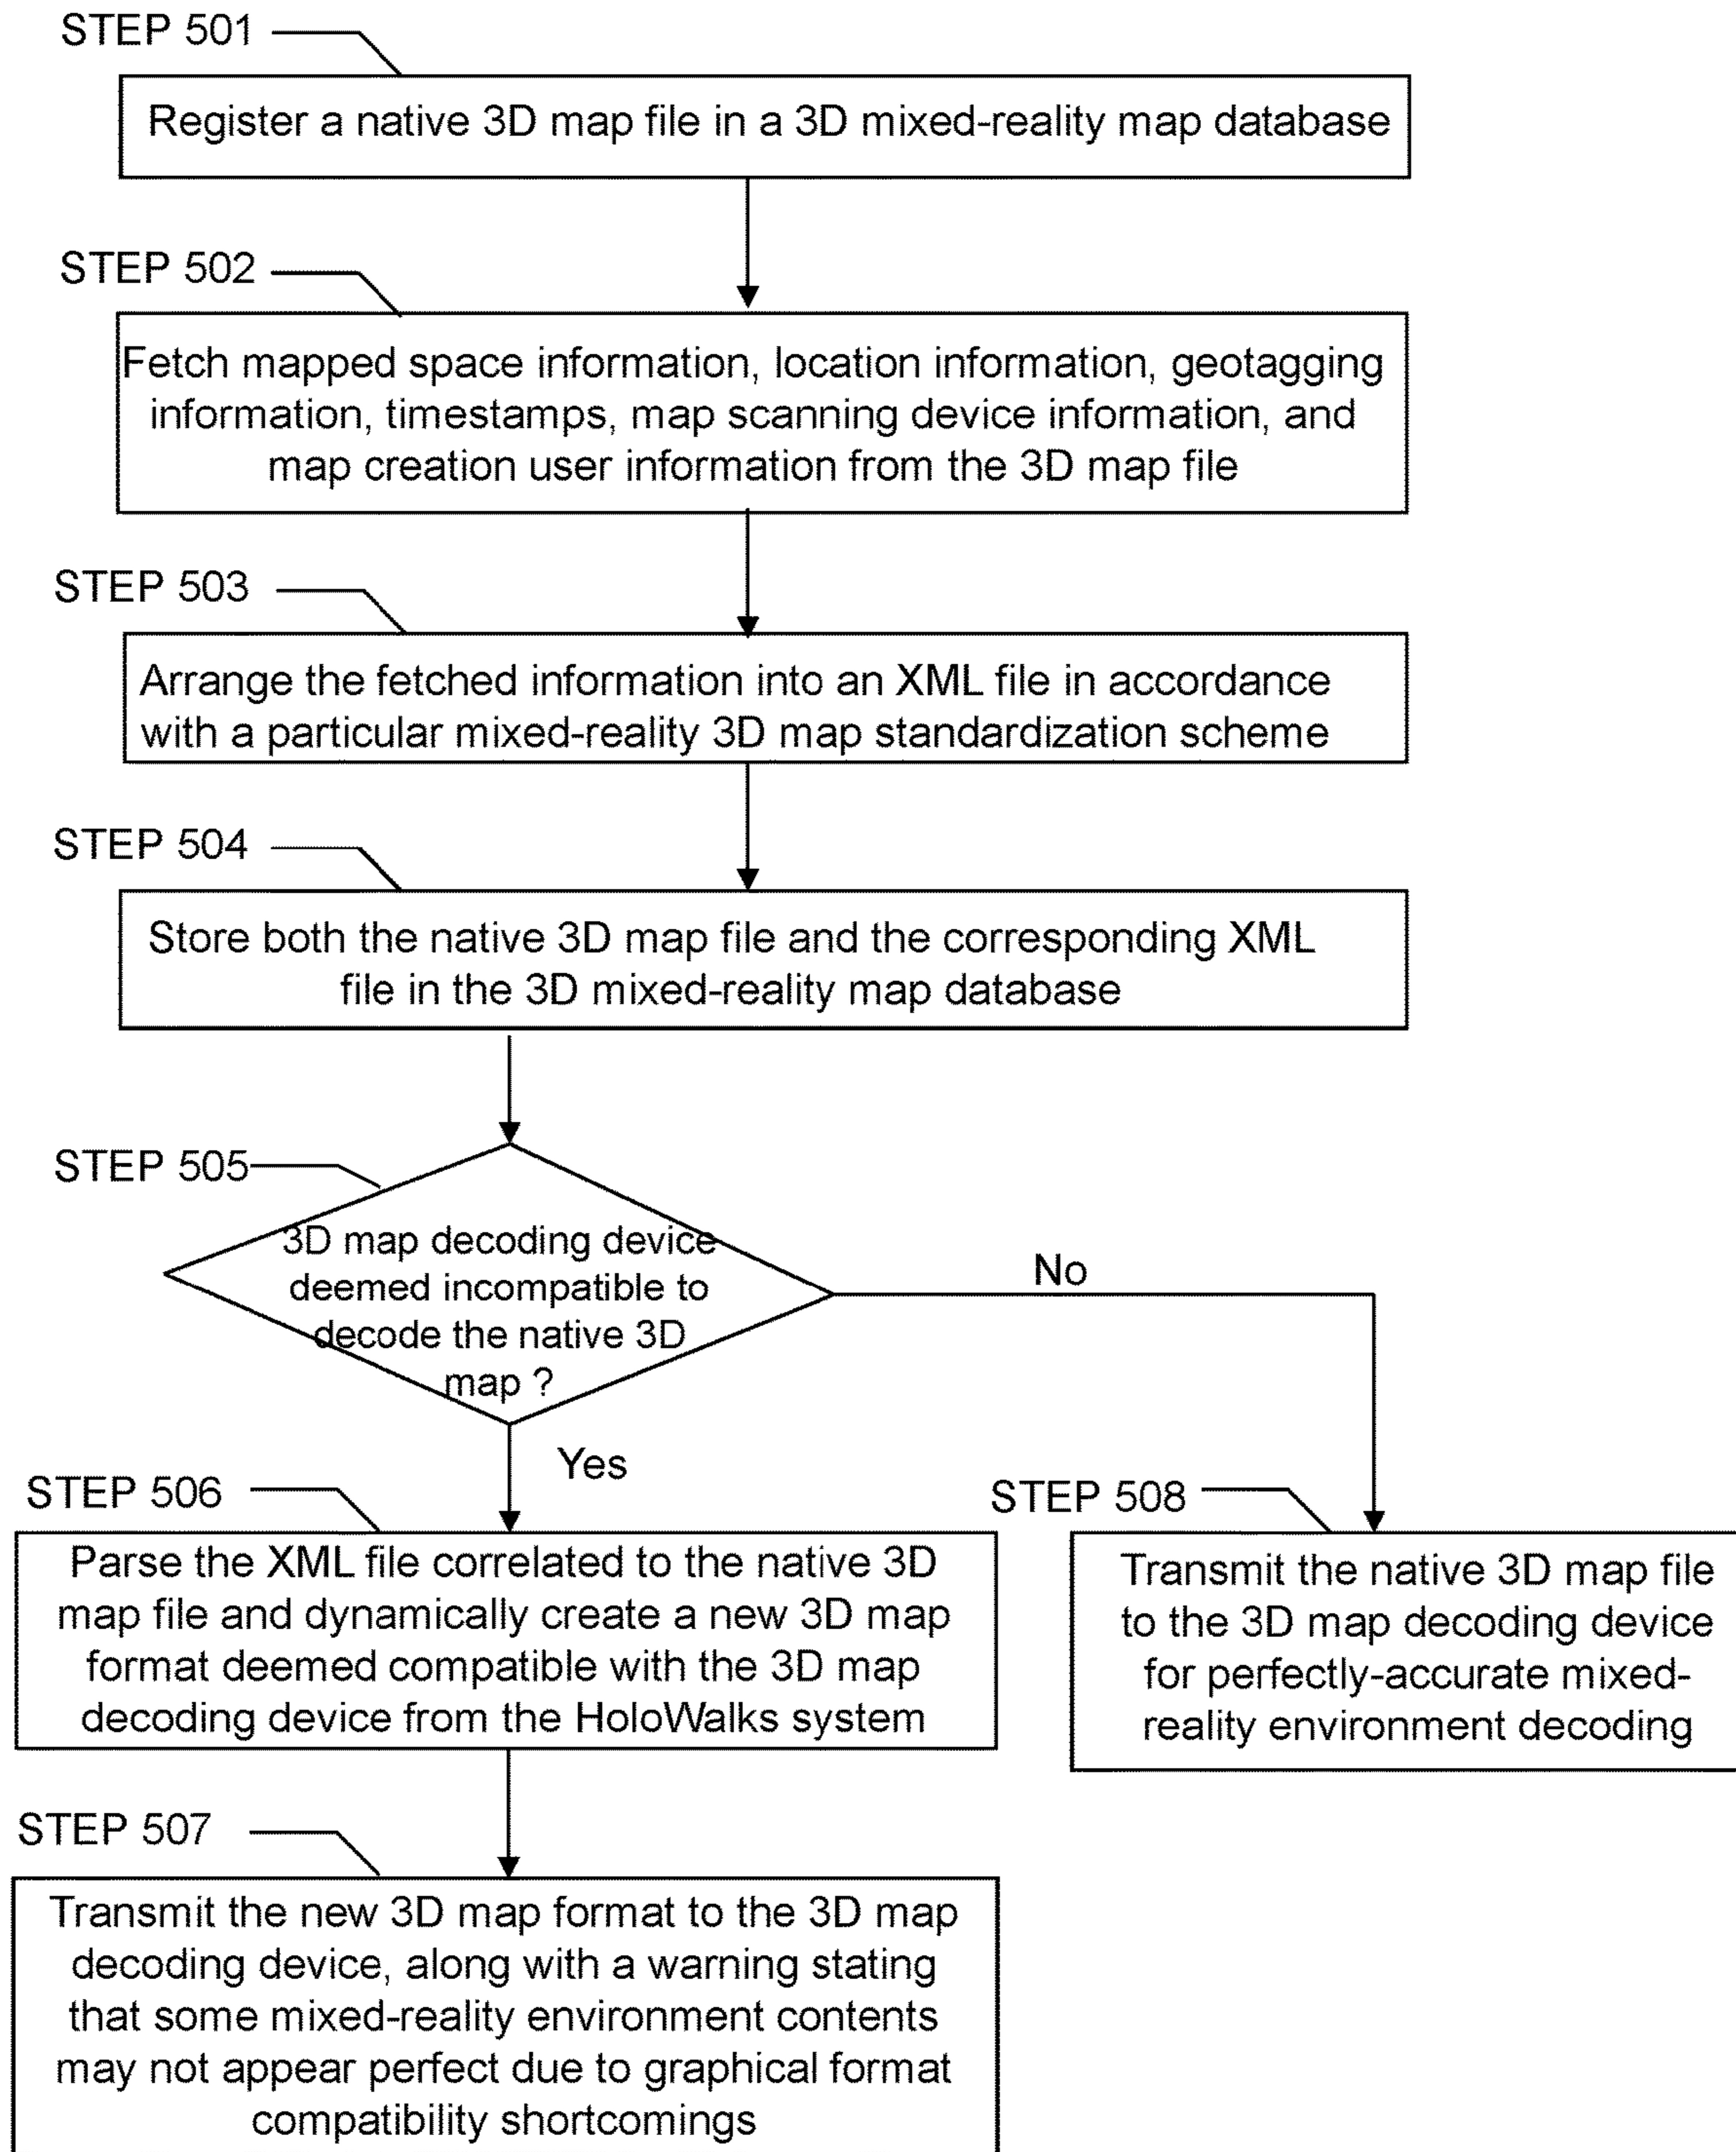 STEP 501
Register a native 3D map file in a 3D mixed-reality map database
STEP 502
Fetch mapped space information, location information, geotagging
information, timestamps, map scanning device information, and
map creation user information from the 3D map file
STEP 503
Arrange the fetched information into an XML file in accordance
with a particular mixed-reality 3D map standardization scheme
STEP 504
Store both the native 3D map file and the corresponding XML
file in the 3D mixed-reality map database
STEP 505
3D map decoding device
deemed incompatible to
decode the native 3D
map ?
No
Yes
STEP 506
Parse the XML file correlated to the native 3D
map file and dynamically create a new 3D map
format deemed compatible with the 3D map
decoding device from the HoloWalks system
STEP 508
Transmit the native 3D map file
to the 3D map decoding device
for perfectly-accurate mixed-
reality environment decoding
STEP 507
Transmit the new 3D map format to the 3D map
decoding device, along with a warning stating
that some mixed-reality environment contents
may not appear perfect due to graphical format
compatibility shortcomings